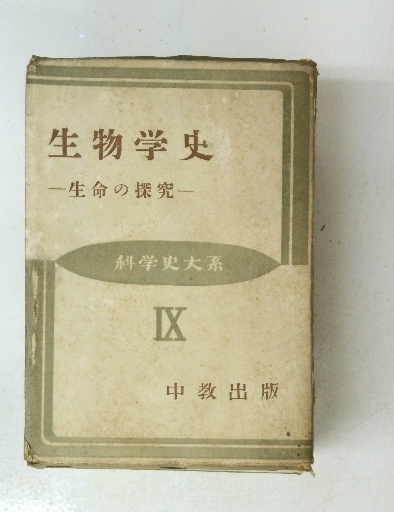 生物学史
—生命の探究—
科学史大系
IX
中教出版